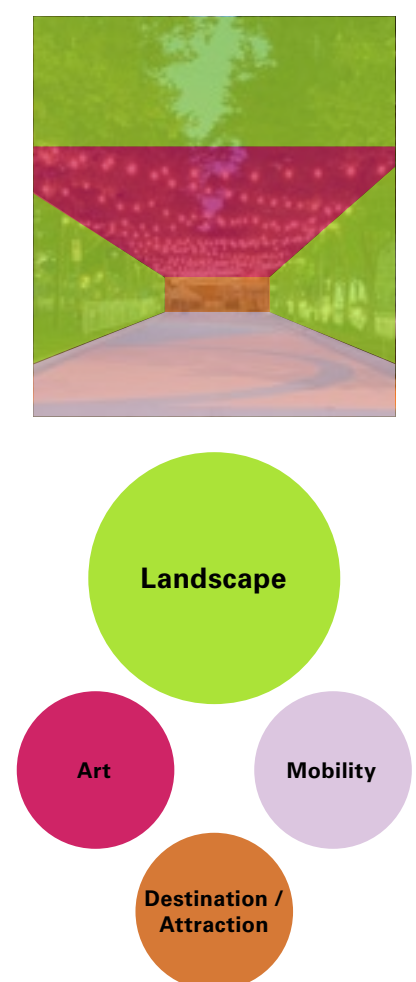 Landscape
Art
Mobility
Destination /
Attraction